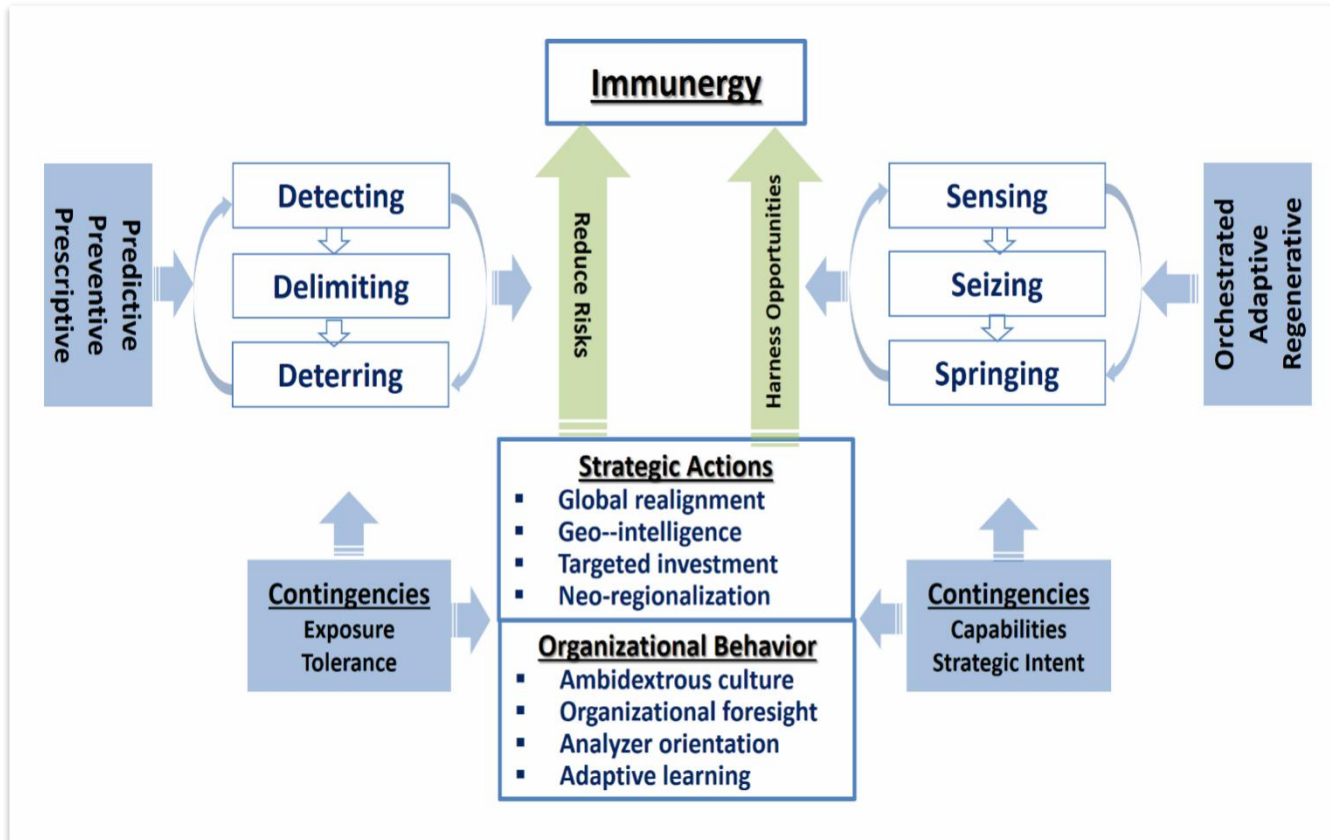 Immunergy
Predictive
Preventive
Prescriptive
Detecting
Delimiting
Deterring
Reduce Risks
Harness Opportunities
Sensing
Seizing
Springing
Orchestrated
Adaptive
Regenerative
Strategic Actions
▪ Global realignment
▪ Geo--intelligence
▪ Targeted investment
▪ Neo-regionalization
Contingencies
Exposure
Tolerance
Contingencies
Capabilities
Strategic Intent
Organizational Behavior
▪ Ambidextrous culture
▪ Organizational foresight
▪ Analyzer orientation
▪ Adaptive learning